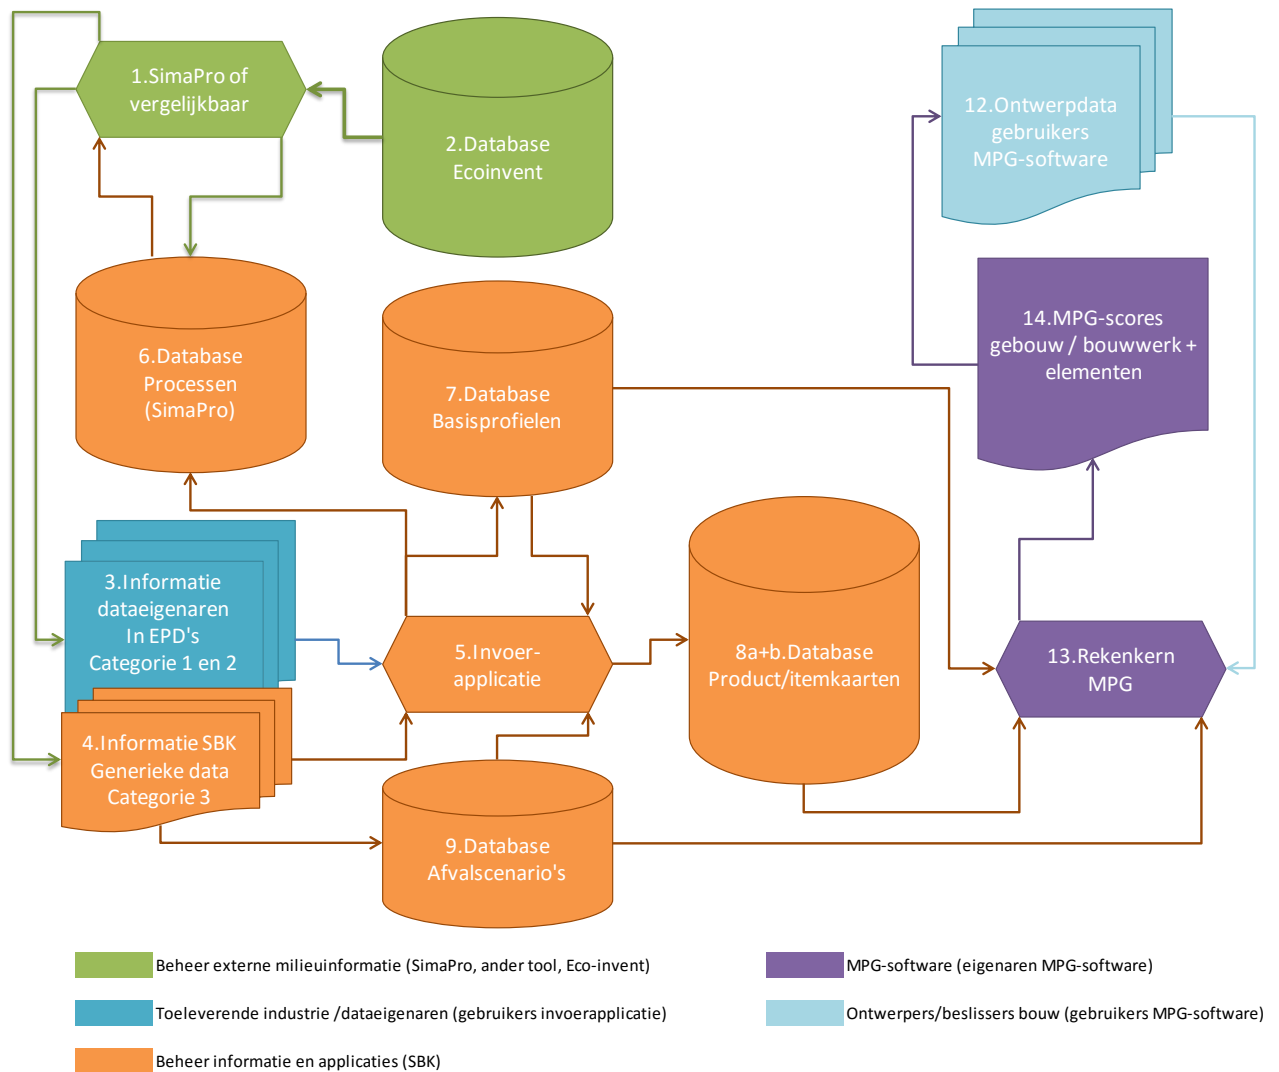 1.SimaPro of
vergelijkbaar
2.Database
Ecoinvent
12.Ontwerpdata
gebruikers
MPG-software
6.Database
Processen
(SimaPro)
7.Database
Basisprofielen
14.MPG-scores
gebouw / bouwwerk +
elementen
3.Informatie
dataeigenaren
In EPD's
Categorie 1 en 2
5.Invoer-
applicatie
8a+b.Database
Product/itemkaarten
13.Rekenkern
MPG
4.Informatie SBK
Generieke data
Categorie 3
9.Database
Afvalscenario's
Beheer externe milieuinformatie (SimaPro, ander tool, Eco-invent)
Toeleverende industrie /dataeigenaren (gebruikers invoerapplicatie)
Beheer informatie en applicaties (SBK)
MPG-software (eigenaren MPG-software)
Ontwerpers/beslissers bouw (gebruikers MPG-software)